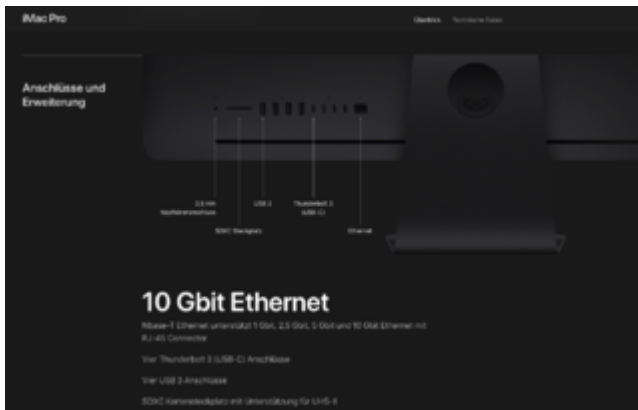 iMac Pro
Überblick Technische Daten
Anschlüsse und
Erweiterung
3,5 mm
Kopfhöreranschluss
USB 3
Thunderbolt 3
(USB-C)
SDXC Steckplatz
Ethernet
10 Gbit Ethernet
Nbase-T Ethernet unterstützt 1 Gbit, 2,5 Gbit, 5 Gbit und 10 Gbit Ethernet mit
RJ-45 Connector
Vier Thunderbolt 3 (USB-C) Anschlüsse
Vier USB 3 Anschlüsse
SDXC Kartensteckplatz mit Unterstützung für UHS-II